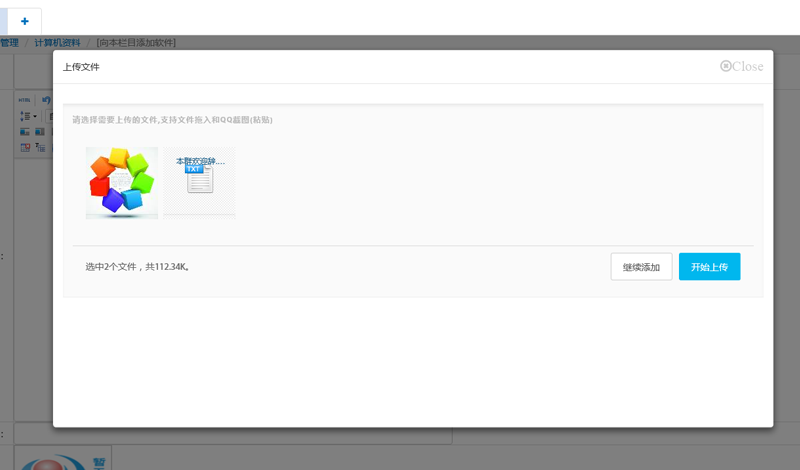 +
管理 / 计算机资料 / [向本栏目添加软件]
上传文件
Close
HTML
请选择需要上传的文件,支持文件拖入和QQ截图(粘贴)
本群欢迎辞....
TXT
选中2个文件，共112.34K。
继续添加
开始上传
:
:
暂